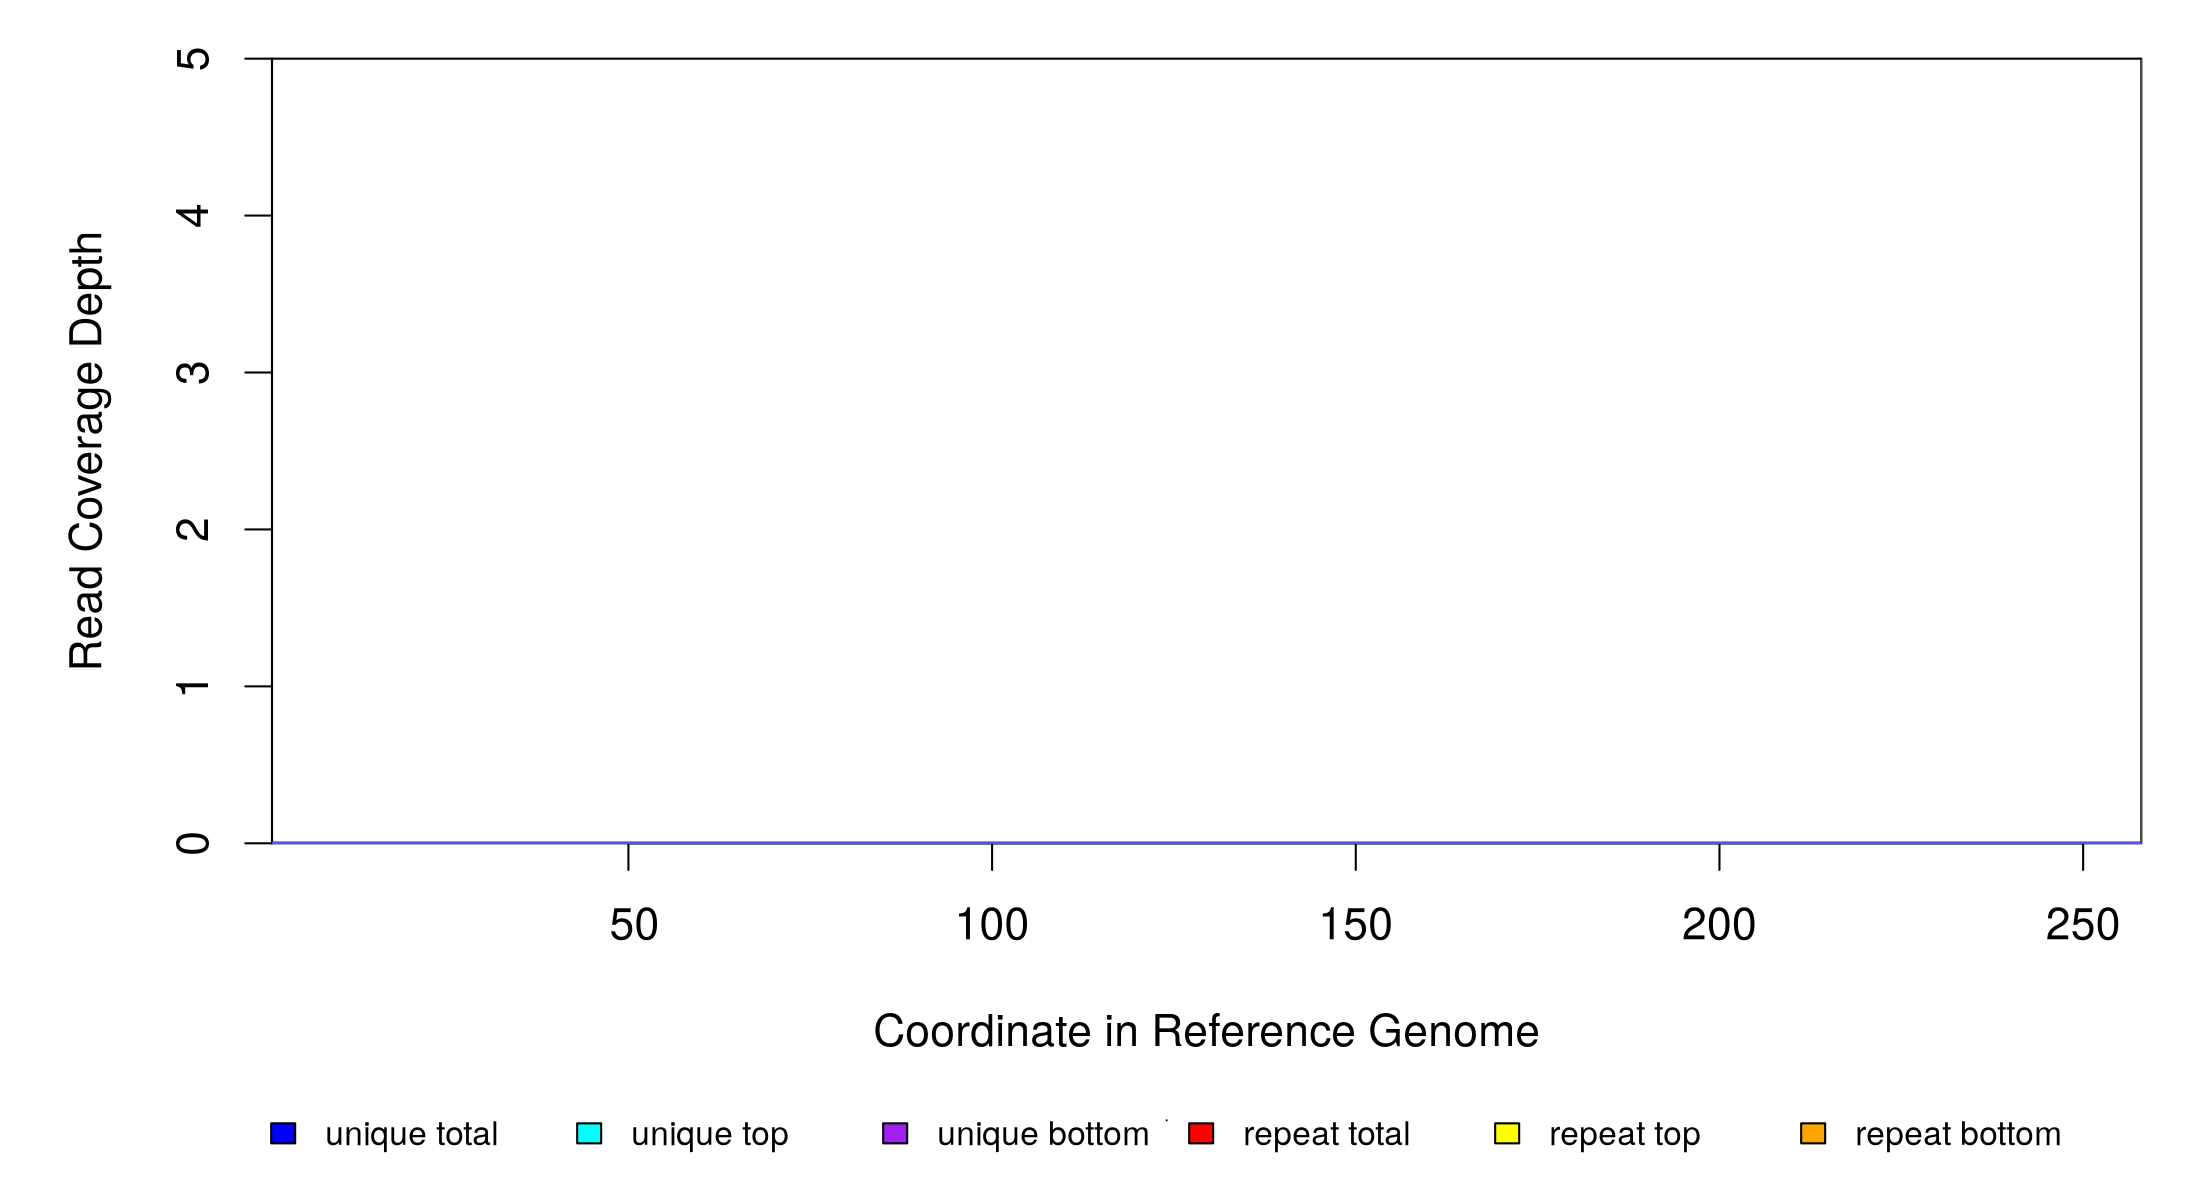 Read Coverage Depth
5
4
3
2
1
0
50 100 150 200 250
Coordinate in Reference Genome
unique total unique top unique bottom repeat total repeat top repeat bottom